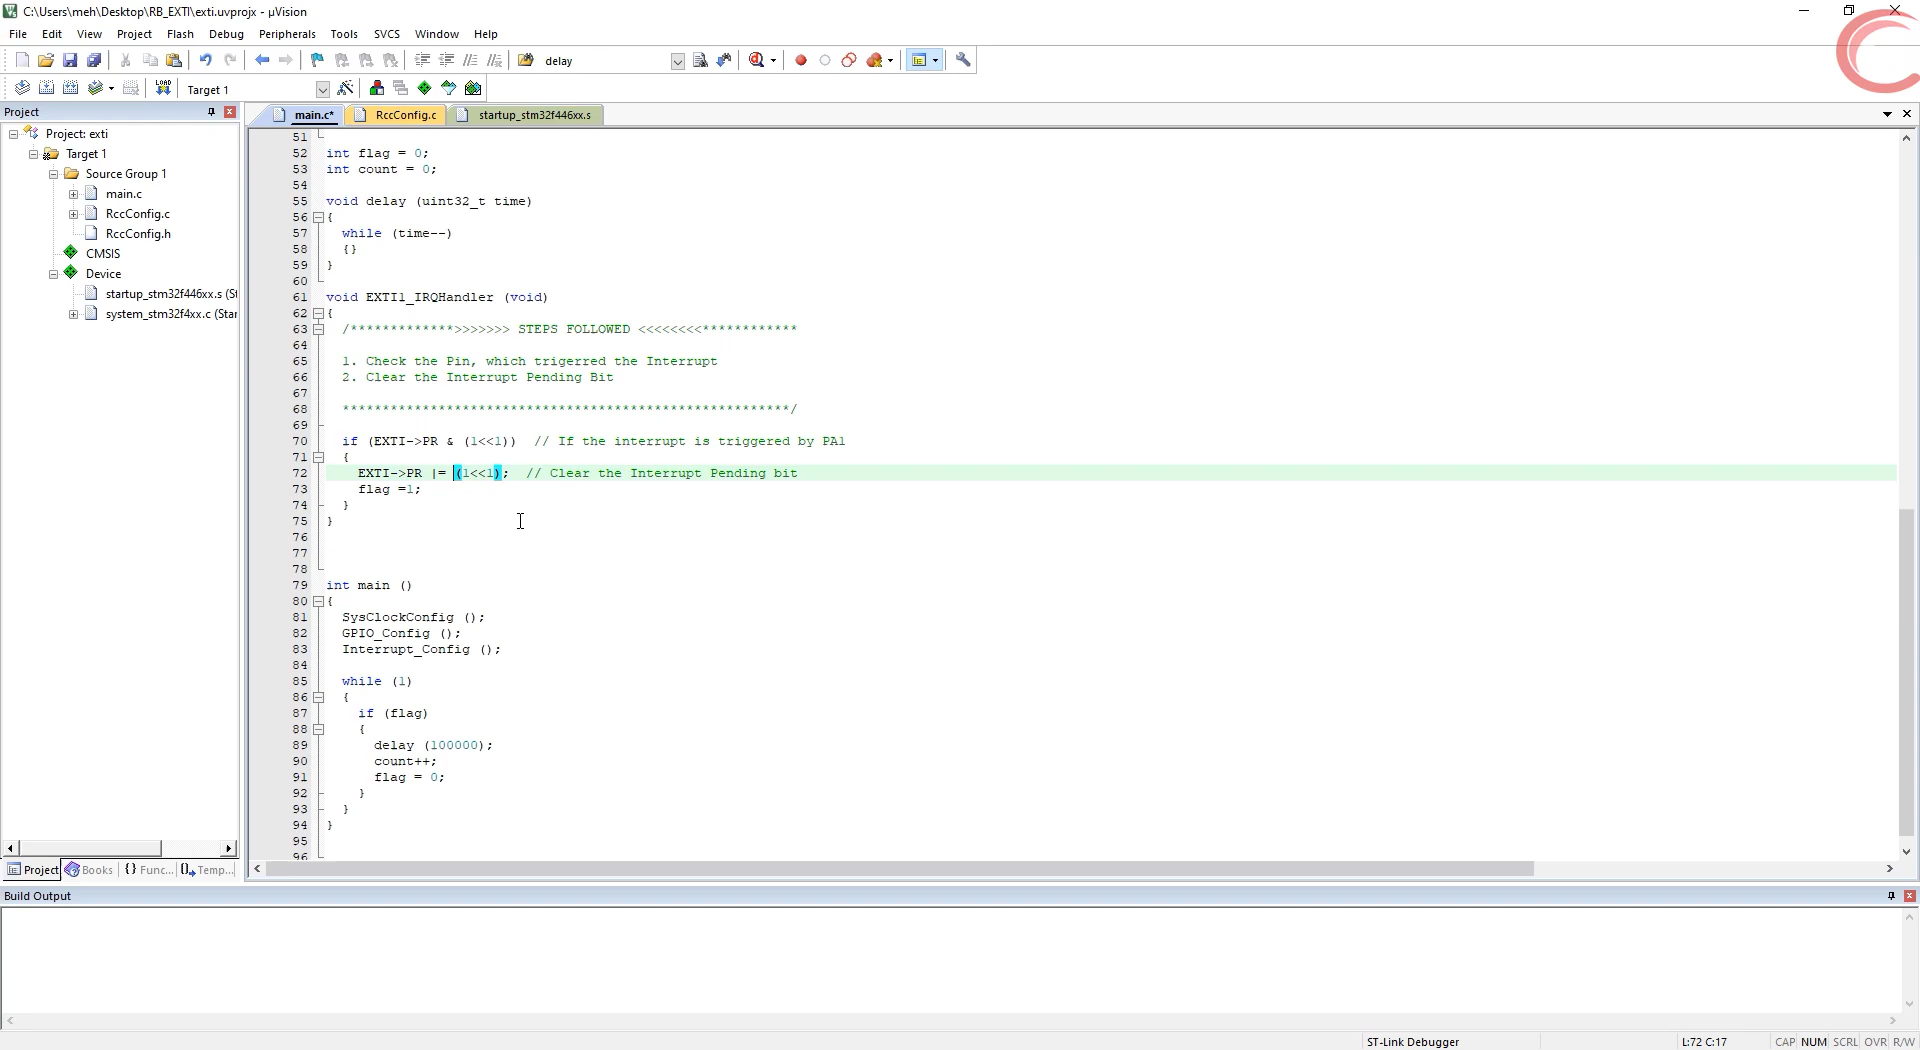 C:\Users\meh\Desktop\RB_EXTI\exti.uvprojx - µVision
File Edit View Project Flash Debug Peripherals Tools SVCS Window Help
delay
LOAD Target 1
Project
main.c* RccConfig.c startup_stm32f446xx.s
Project: exti
Target 1
Source Group 1
main.c
RccConfig.c
RccConfig.h
CMSIS
Device
startup_stm32f446xx.s (St
system_stm32f4xx.c (Star
Project Books {} Func... Temp...
51
52 int flag = 0;
53 int count = 0;
54
55 void delay (uint32_t time)
56 {
57 while (time--)
58 {}
59 }
60
61 void EXTI1_IRQHandler (void)
62 {
63 /*************>>>>>>> STEPS FOLLOWED <<<<<<<<************
64
65 1. Check the Pin, which trigerred the Interrupt
66 2. Clear the Interrupt Pending Bit
67
68 ********************************************************/
69
70 if (EXTI->PR & (1<<1)) // If the interrupt is triggered by PA1
71 {
72 EXTI->PR |= (1<<1); // Clear the Interrupt Pending bit
73 flag =1;
74 }
75 }
76
77
78
79 int main ()
80 {
81 SysClockConfig ();
82 GPIO_Config ();
83 Interrupt_Config ();
84
85 while (1)
86 {
87 if (flag)
88 {
89 delay (100000);
90 count++;
91 flag = 0;
92 }
93 }
94 }
95
96
Build Output
ST-Link Debugger L:72 C:17 CAP NUM SCRL OVR R/W